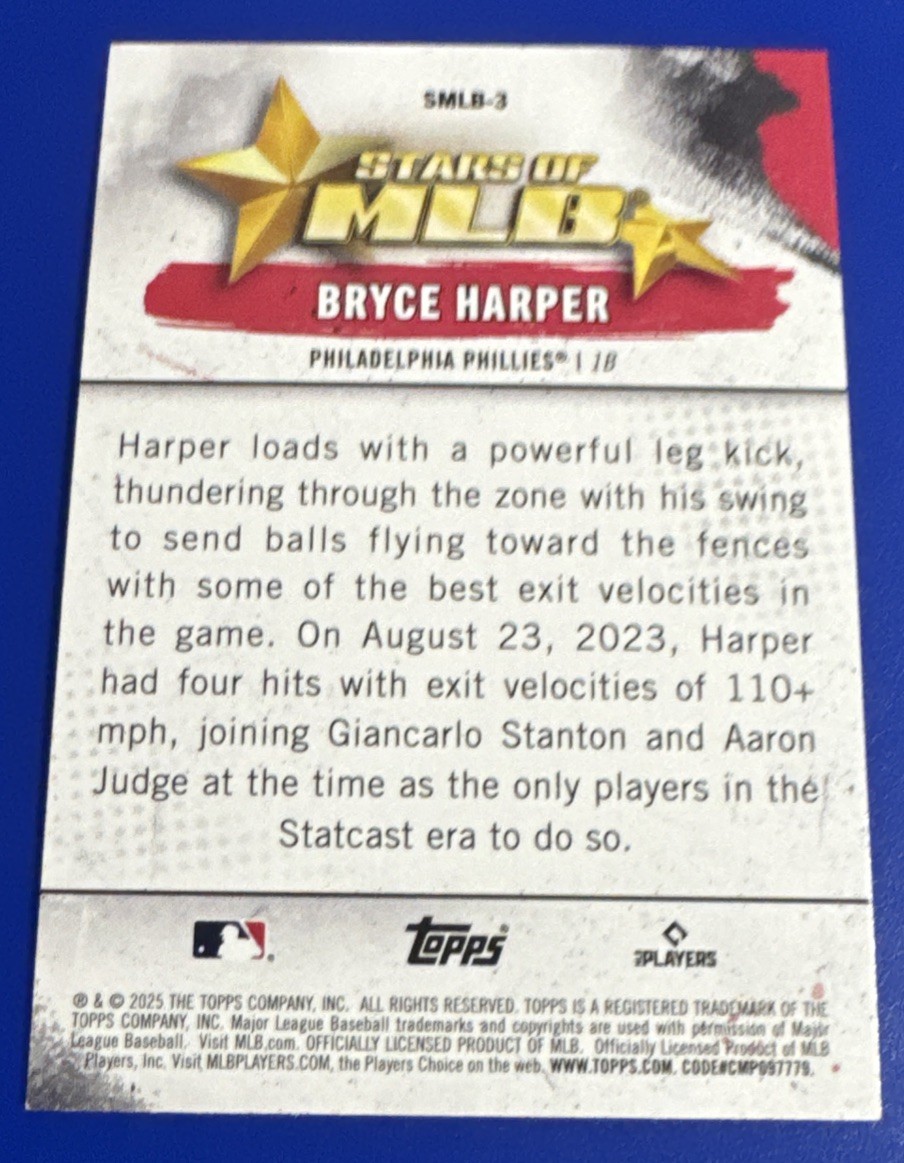 SMLB-3
STARS OF
MLB®
BRYCE HARPER
PHILADELPHIA PHILLIES® | 1B
Harper loads with a powerful leg kick,
thundering through the zone with his swing
to send balls flying toward the fences
with some of the best exit velocities in
the game. On August 23, 2023, Harper
had four hits with exit velocities of 110+
mph, joining Giancarlo Stanton and Aaron
Judge at the time as the only players in the
Statcast era to do so.
topps®
PLAYERS
® & © 2025 THE TOPPS COMPANY, INC. ALL RIGHTS RESERVED. TOPPS IS A REGISTERED TRADEMARK OF THE
TOPPS COMPANY, INC. Major League Baseball trademarks and copyrights are used with permission of Major
League Baseball. Visit MLB.com. OFFICIALLY LICENSED PRODUCT OF MLB. Officially Licensed Product of MLB
Players, Inc. Visit MLBPLAYERS.COM, the Players Choice on the web. WWW.TOPPS.COM. CODE#CMP097779.